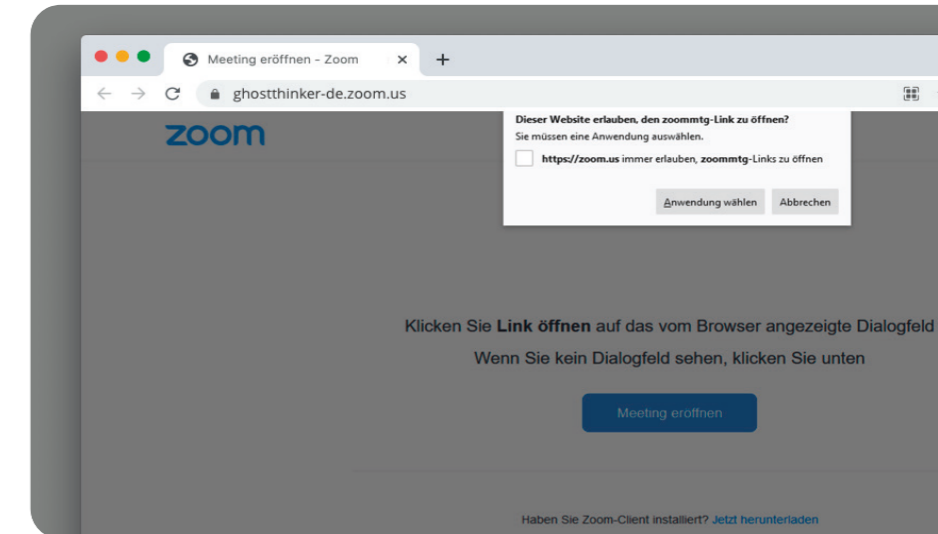 Meeting eröffnen - Zoom
ghostthinker-de.zoom.us
zoom
Dieser Website erlauben, den zoommtg-Link zu öffnen?
Sie müssen eine Anwendung auswählen.
https://zoom.us immer erlauben, zoommtg-Links zu öffnen
Anwendung wählen Abbrechen
Klicken Sie Link öffnen auf das vom Browser angezeigte Dialogfeld
Wenn Sie kein Dialogfeld sehen, klicken Sie unten
Meeting eroffnen
Haben Sie Zoom-Client installiert? Jetzt herunterladen